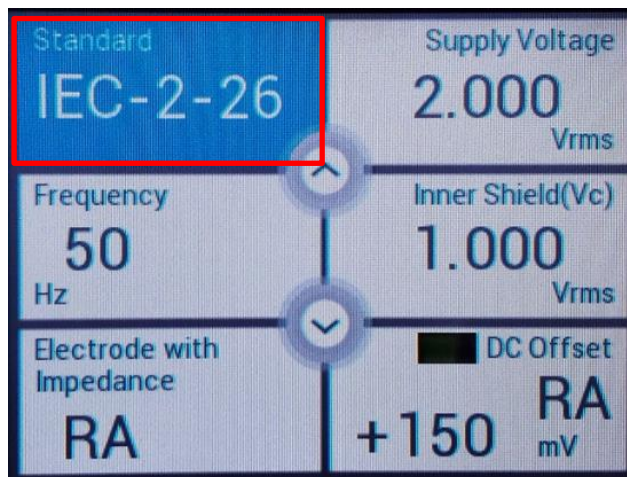 Standard
IEC-2-26
Supply Voltage
2.000
Vrms
Frequency
50
Hz
Inner Shield(Vc)
1.000
Vrms
Electrode with
Impedance
RA
DC Offset
RA
+150 mV